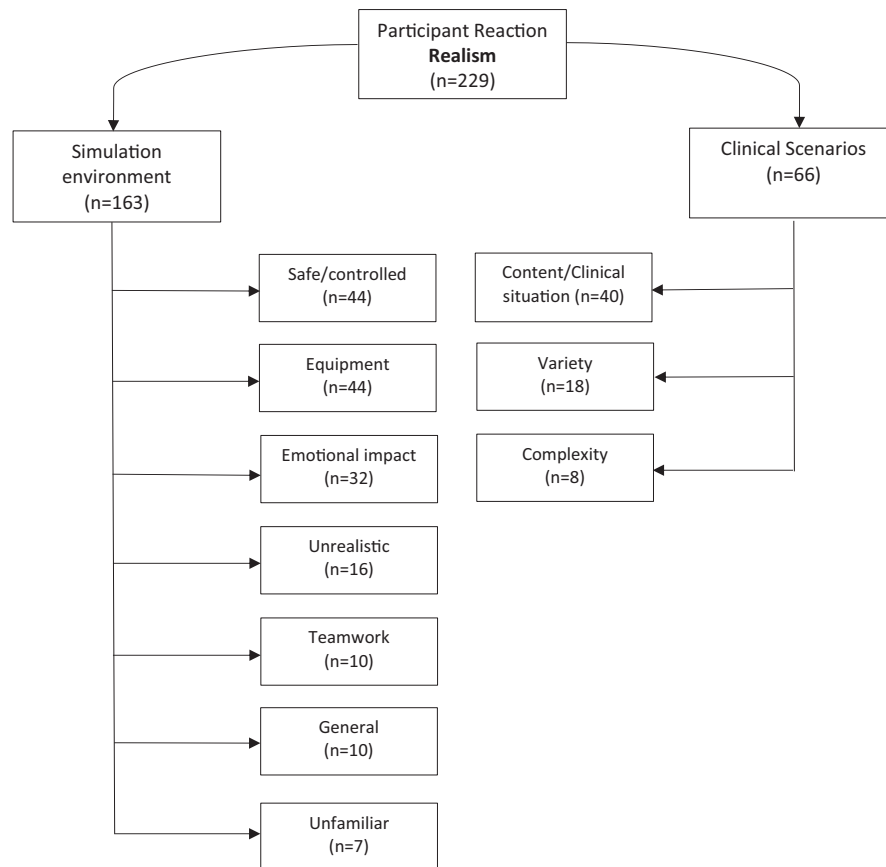 Participant Reaction
Realism
(n=229)
Simulation
environment
(n=163)
Clinical Scenarios
(n=66)
Safe/controlled
(n=44)
Equipment
(n=44)
Emotional impact
(n=32)
Unrealistic
(n=16)
Teamwork
(n=10)
General
(n=10)
Unfamiliar
(n=7)
Content/Clinical
situation (n=40)
Variety
(n=18)
Complexity
(n=8)